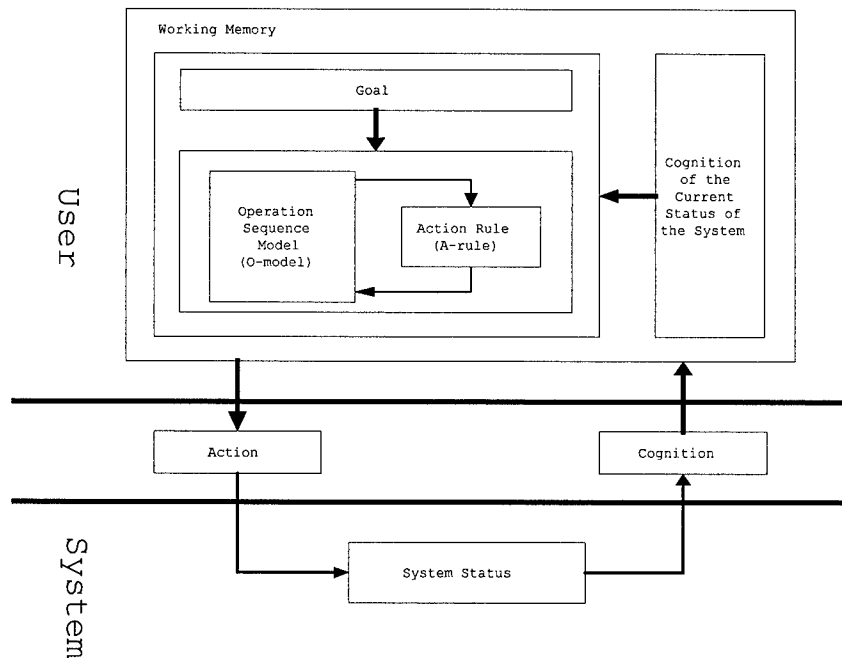 Working Memory
Goal
Operation
Sequence
Model
(O-model)
Action Rule
(A-rule)
Cognition
of the
Current
Status of
the System
User
Action
Cognition
System Status
System